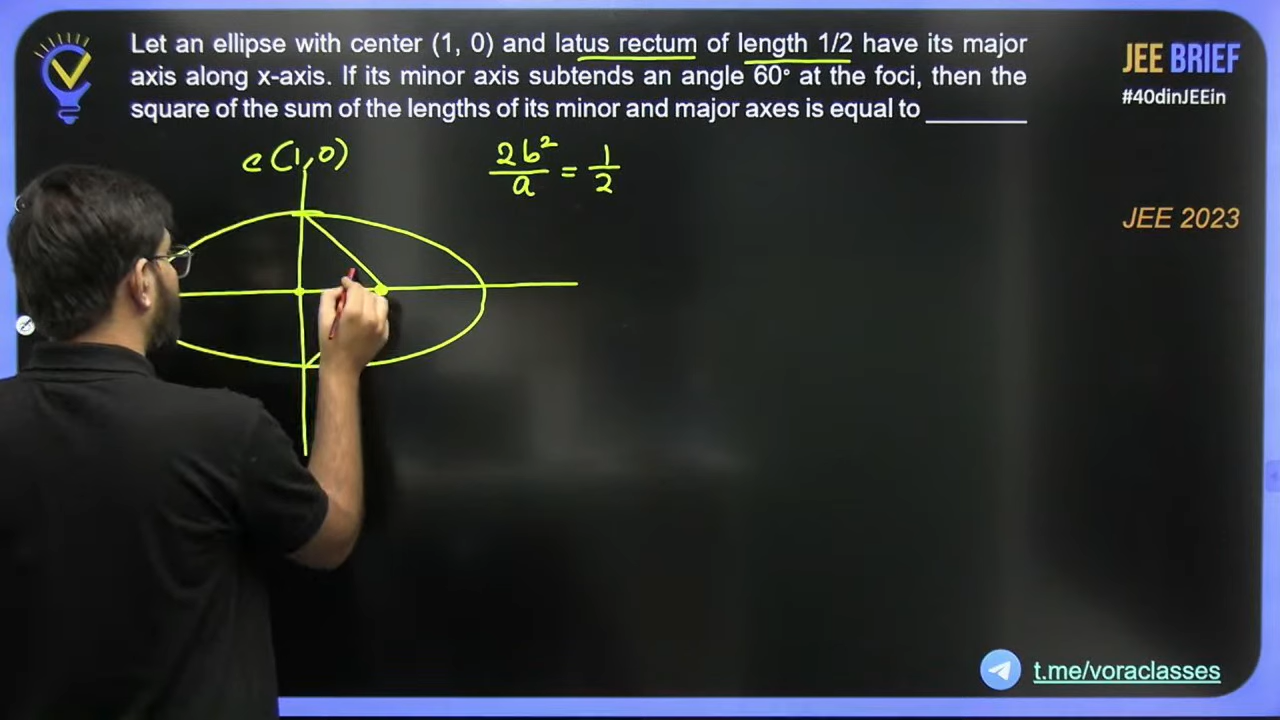 Let an ellipse with center (1, 0) and latus rectum of length 1/2 have its major
axis along x-axis. If its minor axis subtends an angle 60° at the foci, then the
square of the sum of the lengths of its minor and major axes is equal to ________
JEE BRIEF
#40dinJEEin
c(1,0)
2b²/a = 1/2
JEE 2023
t.me/voraclasses